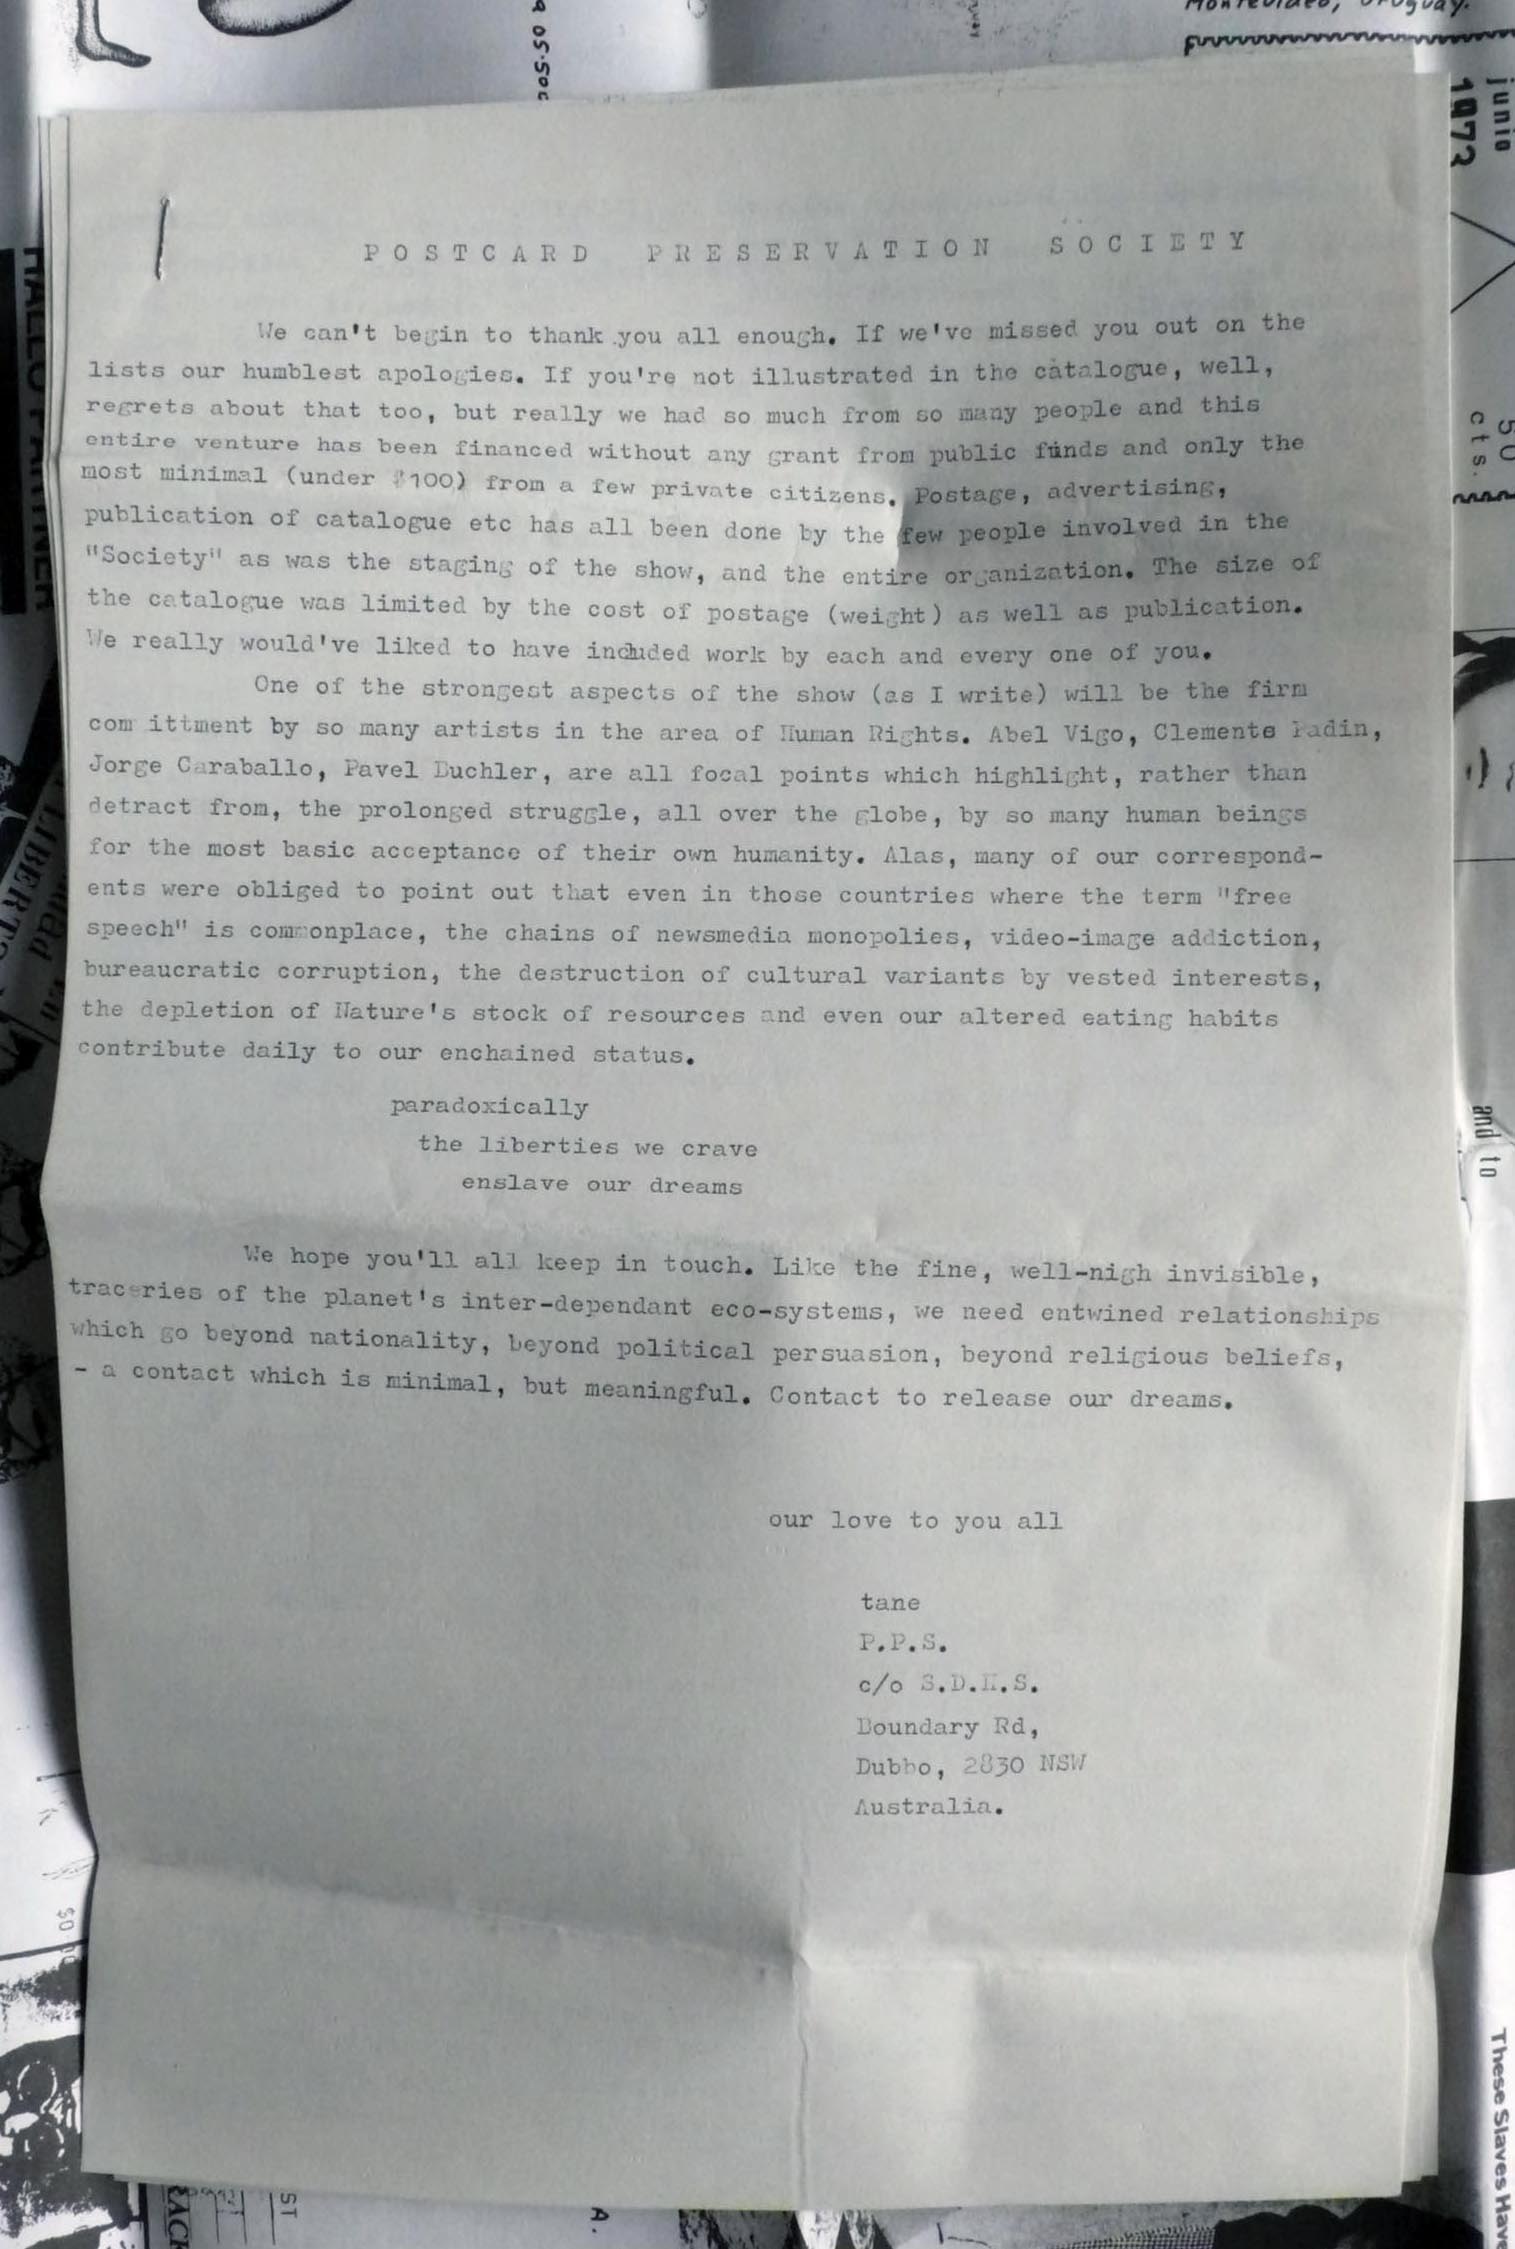 Montevideo, Uruguay.
junio
1973
50
cts.
and to
These Slaves Have
POSTCARD PRESERVATION SOCIETY
We can't begin to thank you all enough. If we've missed you out on the
lists our humblest apologies. If you're not illustrated in the catalogue, well,
regrets about that too, but really we had so much from so many people and this
entire venture has been financed without any grant from public funds and only the
most minimal (under $100) from a few private citizens. Postage, advertising,
publication of catalogue etc has all been done by the few people involved in the
"Society" as was the staging of the show, and the entire organization. The size of
the catalogue was limited by the cost of postage (weight) as well as publication.
We really would've liked to have included work by each and every one of you.
One of the strongest aspects of the show (as I write) will be the firm
com ittment by so many artists in the area of Human Rights. Abel Vigo, Clemente Padin,
Jorge Caraballo, Pavel Buchler, are all focal points which highlight, rather than
detract from, the prolonged struggle, all over the globe, by so many human beings
for the most basic acceptance of their own humanity. Alas, many of our correspond-
ents were obliged to point out that even in those countries where the term "free
speech" is commonplace, the chains of newsmedia monopolies, video-image addiction,
bureaucratic corruption, the destruction of cultural variants by vested interests,
the depletion of Nature's stock of resources and even our altered eating habits
contribute daily to our enchained status.
paradoxically
the liberties we crave
enslave our dreams
We hope you'll all keep in touch. Like the fine, well-nigh invisible,
traceries of the planet's inter-dependant eco-systems, we need entwined relationships
which go beyond nationality, beyond political persuasion, beyond religious beliefs,
- a contact which is minimal, but meaningful. Contact to release our dreams.
our love to you all
tane
P.P.S.
c/o S.D.H.S.
Boundary Rd,
Dubbo, 2830 NSW
Australia.